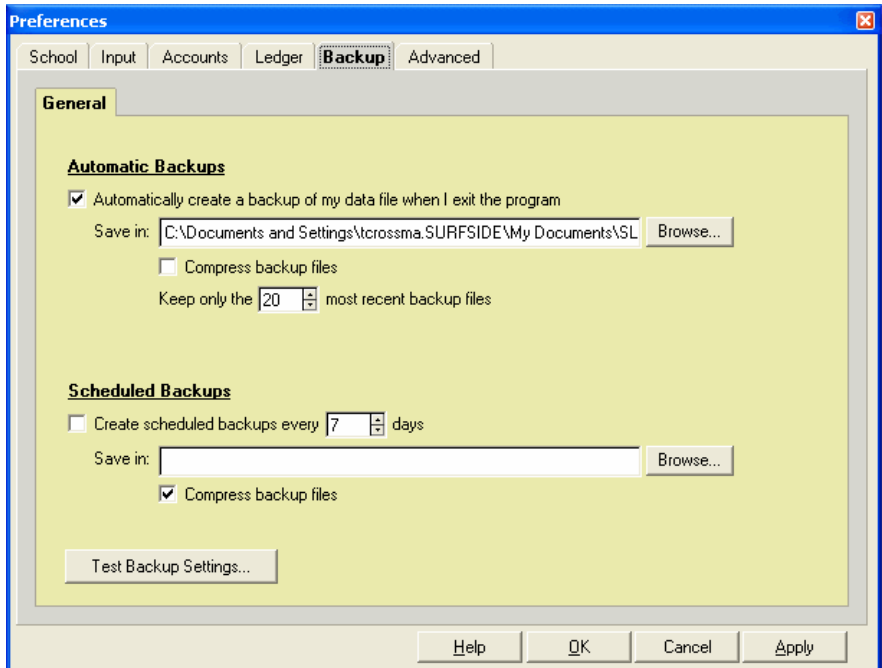 Preferences
School Input Accounts Ledger Backup Advanced
General
Automatic Backups
Automatically create a backup of my data file when I exit the program
Save in: C:\Documents and Settings\tcrossma.SURFSIDE\My Documents\SL Browse...
Compress backup files
Keep only the 20 most recent backup files
Scheduled Backups
Create scheduled backups every 7 days
Save in: Browse...
Compress backup files
Test Backup Settings...
Help OK Cancel Apply